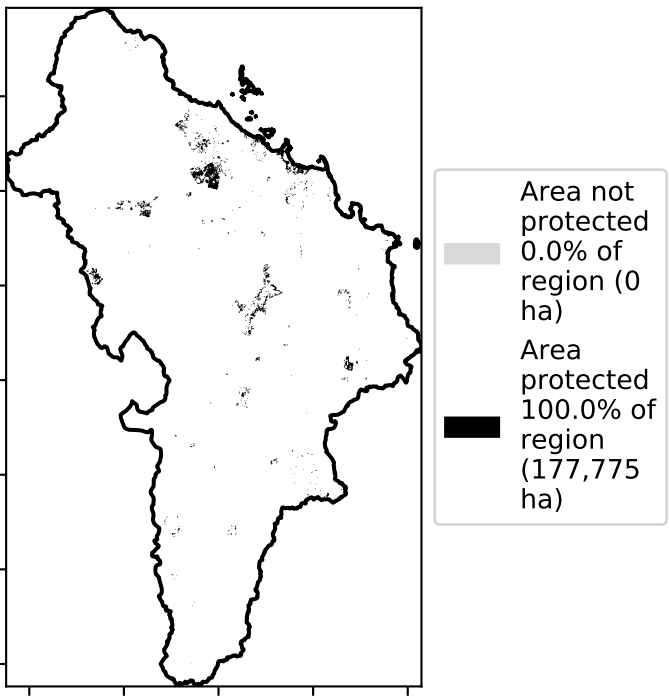 Area not
protected
0.0% of
region (0
ha)
Area
protected
100.0% of
region
(177,775
ha)